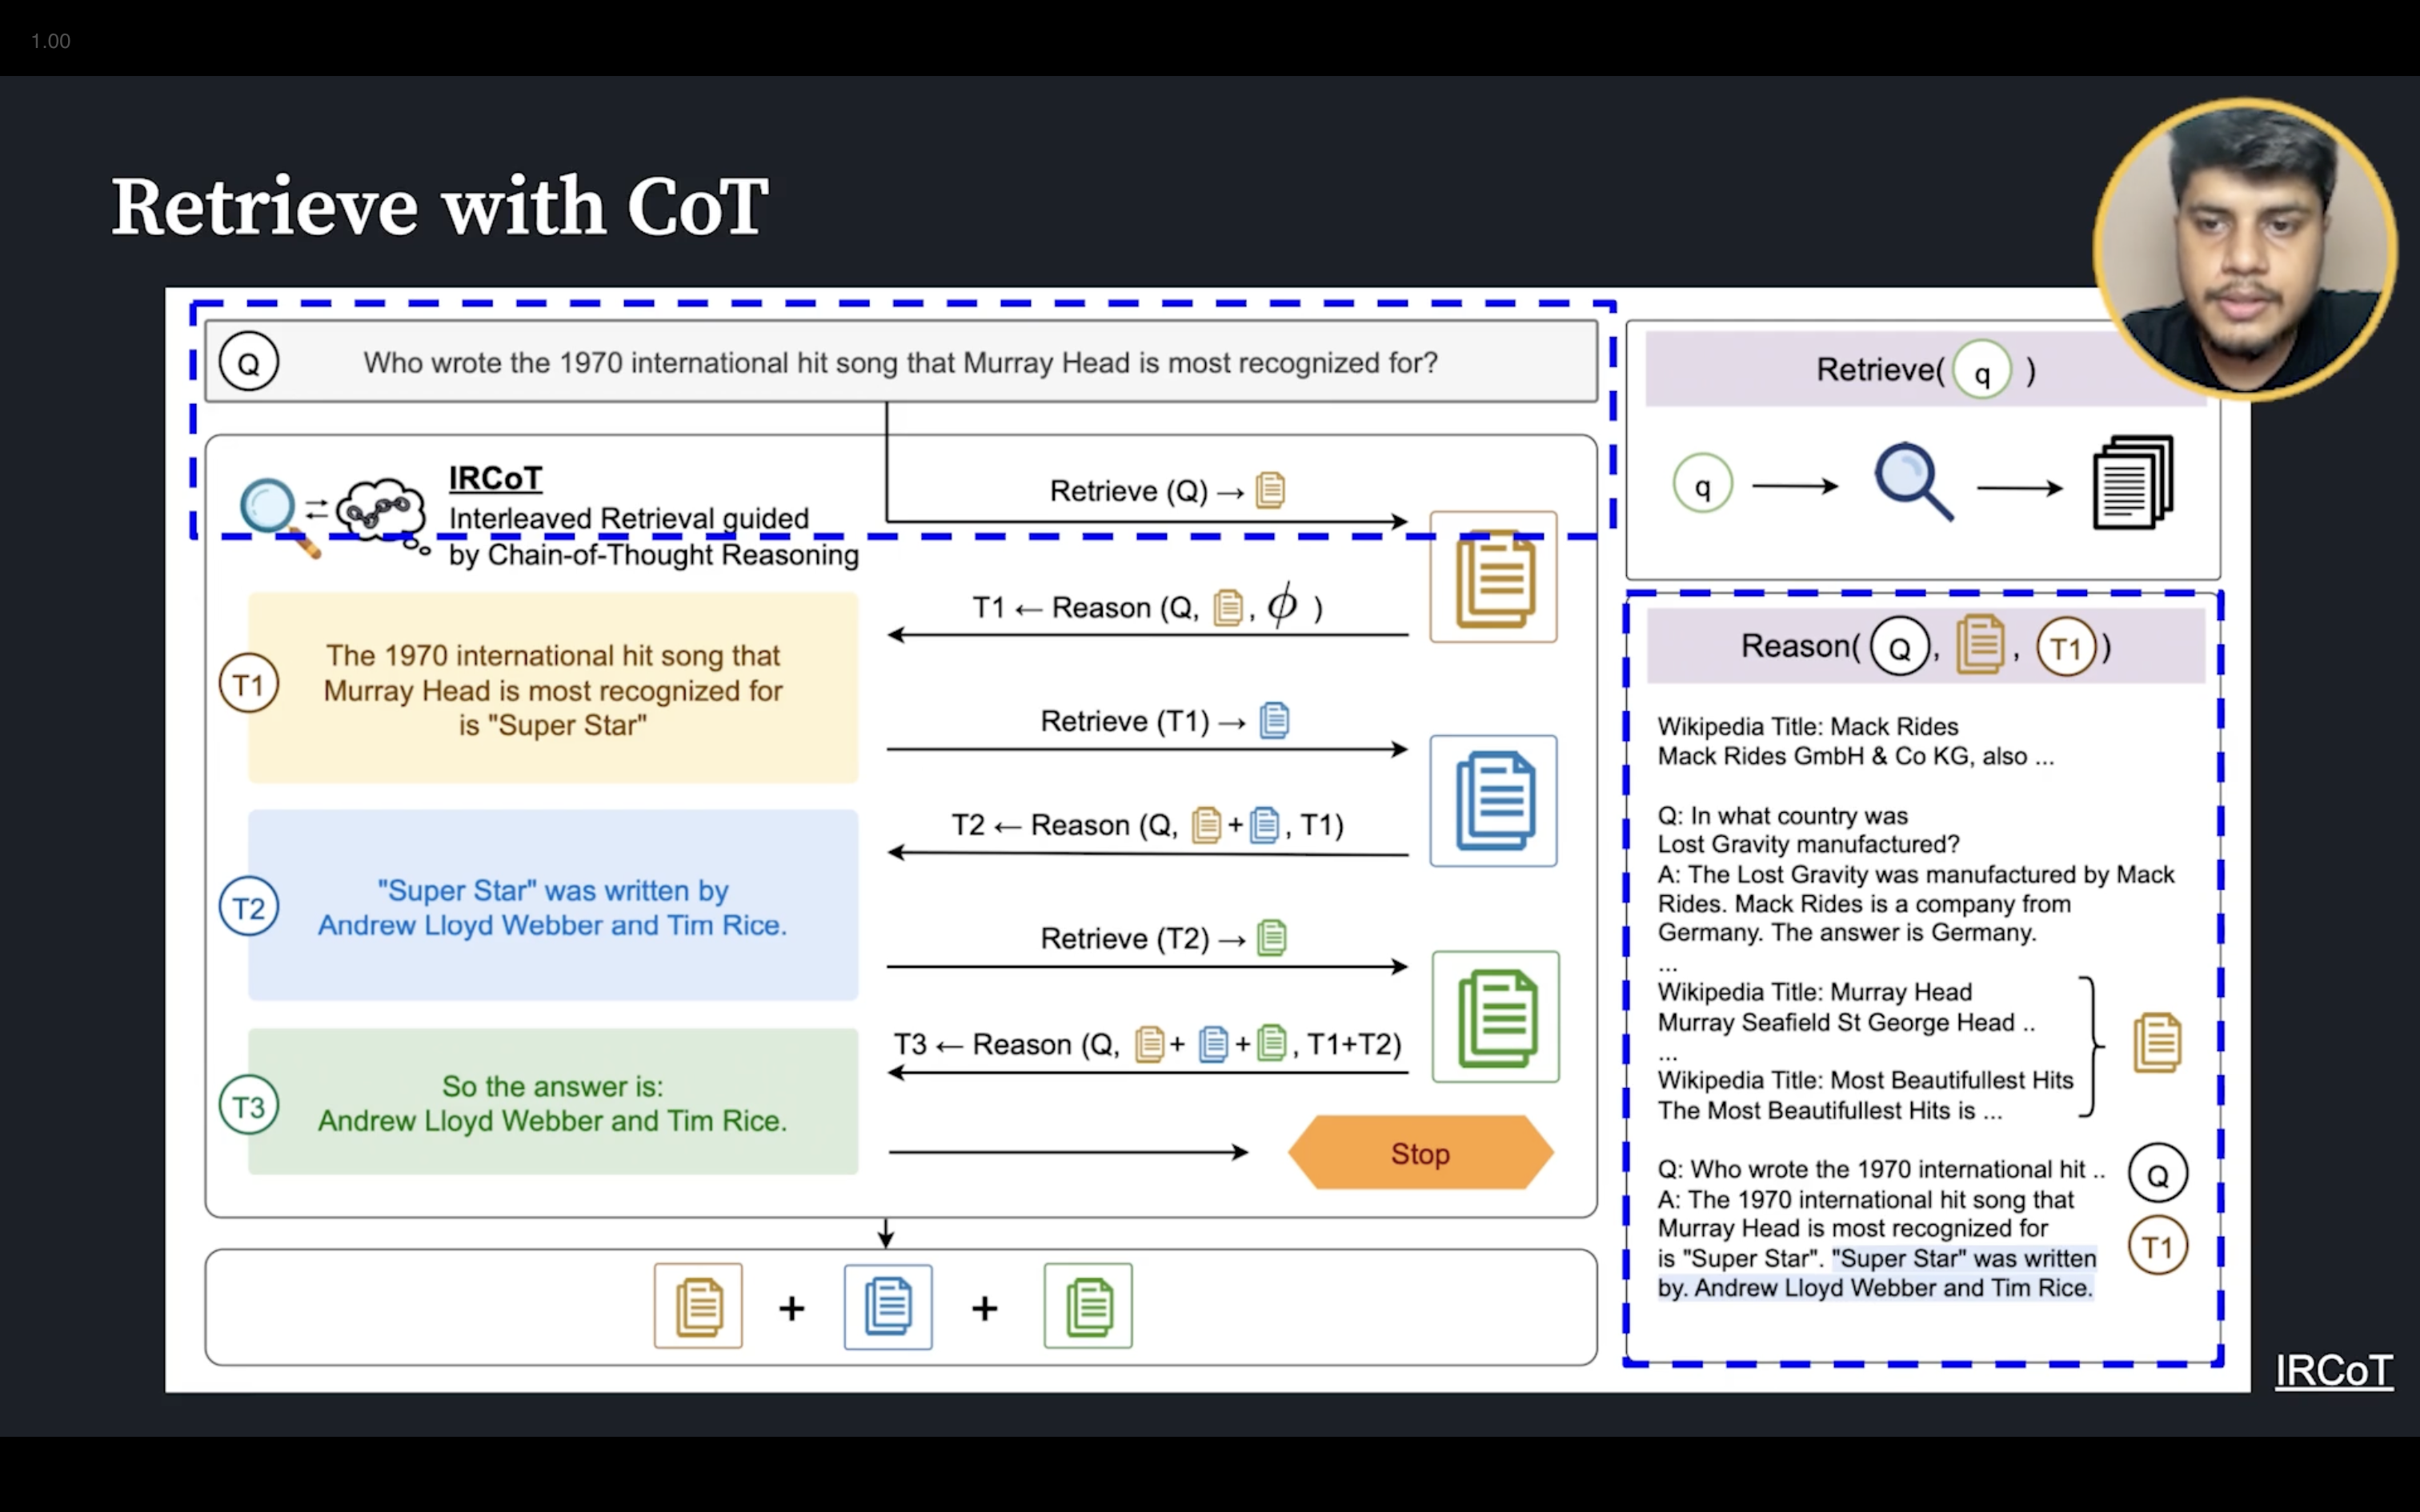 1.00
Retrieve with CoT
Q
Who wrote the 1970 international hit song that Murray Head is most recognized for?
IRCoT
Interleaved Retrieval guided
by Chain-of-Thought Reasoning
Retrieve (Q) →
T1 ← Reason (Q, , ϕ )
T1
The 1970 international hit song that
Murray Head is most recognized for
is "Super Star"
Retrieve (T1) →
T2 ← Reason (Q, + , T1)
T2
"Super Star" was written by
Andrew Lloyd Webber and Tim Rice.
Retrieve (T2) →
T3 ← Reason (Q, + + , T1+T2)
T3
So the answer is:
Andrew Lloyd Webber and Tim Rice.
Stop
+ +
Retrieve( q )
q
Reason( Q , , T1 )
Wikipedia Title: Mack Rides
Mack Rides GmbH & Co KG, also ...
Q: In what country was
Lost Gravity manufactured?
A: The Lost Gravity was manufactured by Mack
Rides. Mack Rides is a company from
Germany. The answer is Germany.
...
Wikipedia Title: Murray Head
Murray Seafield St George Head ..
...
Wikipedia Title: Most Beautifullest Hits
The Most Beautifullest Hits is ...
Q: Who wrote the 1970 international hit ..
Q
A: The 1970 international hit song that
Murray Head is most recognized for
T1
is "Super Star". "Super Star" was written
by. Andrew Lloyd Webber and Tim Rice.
IRCoT